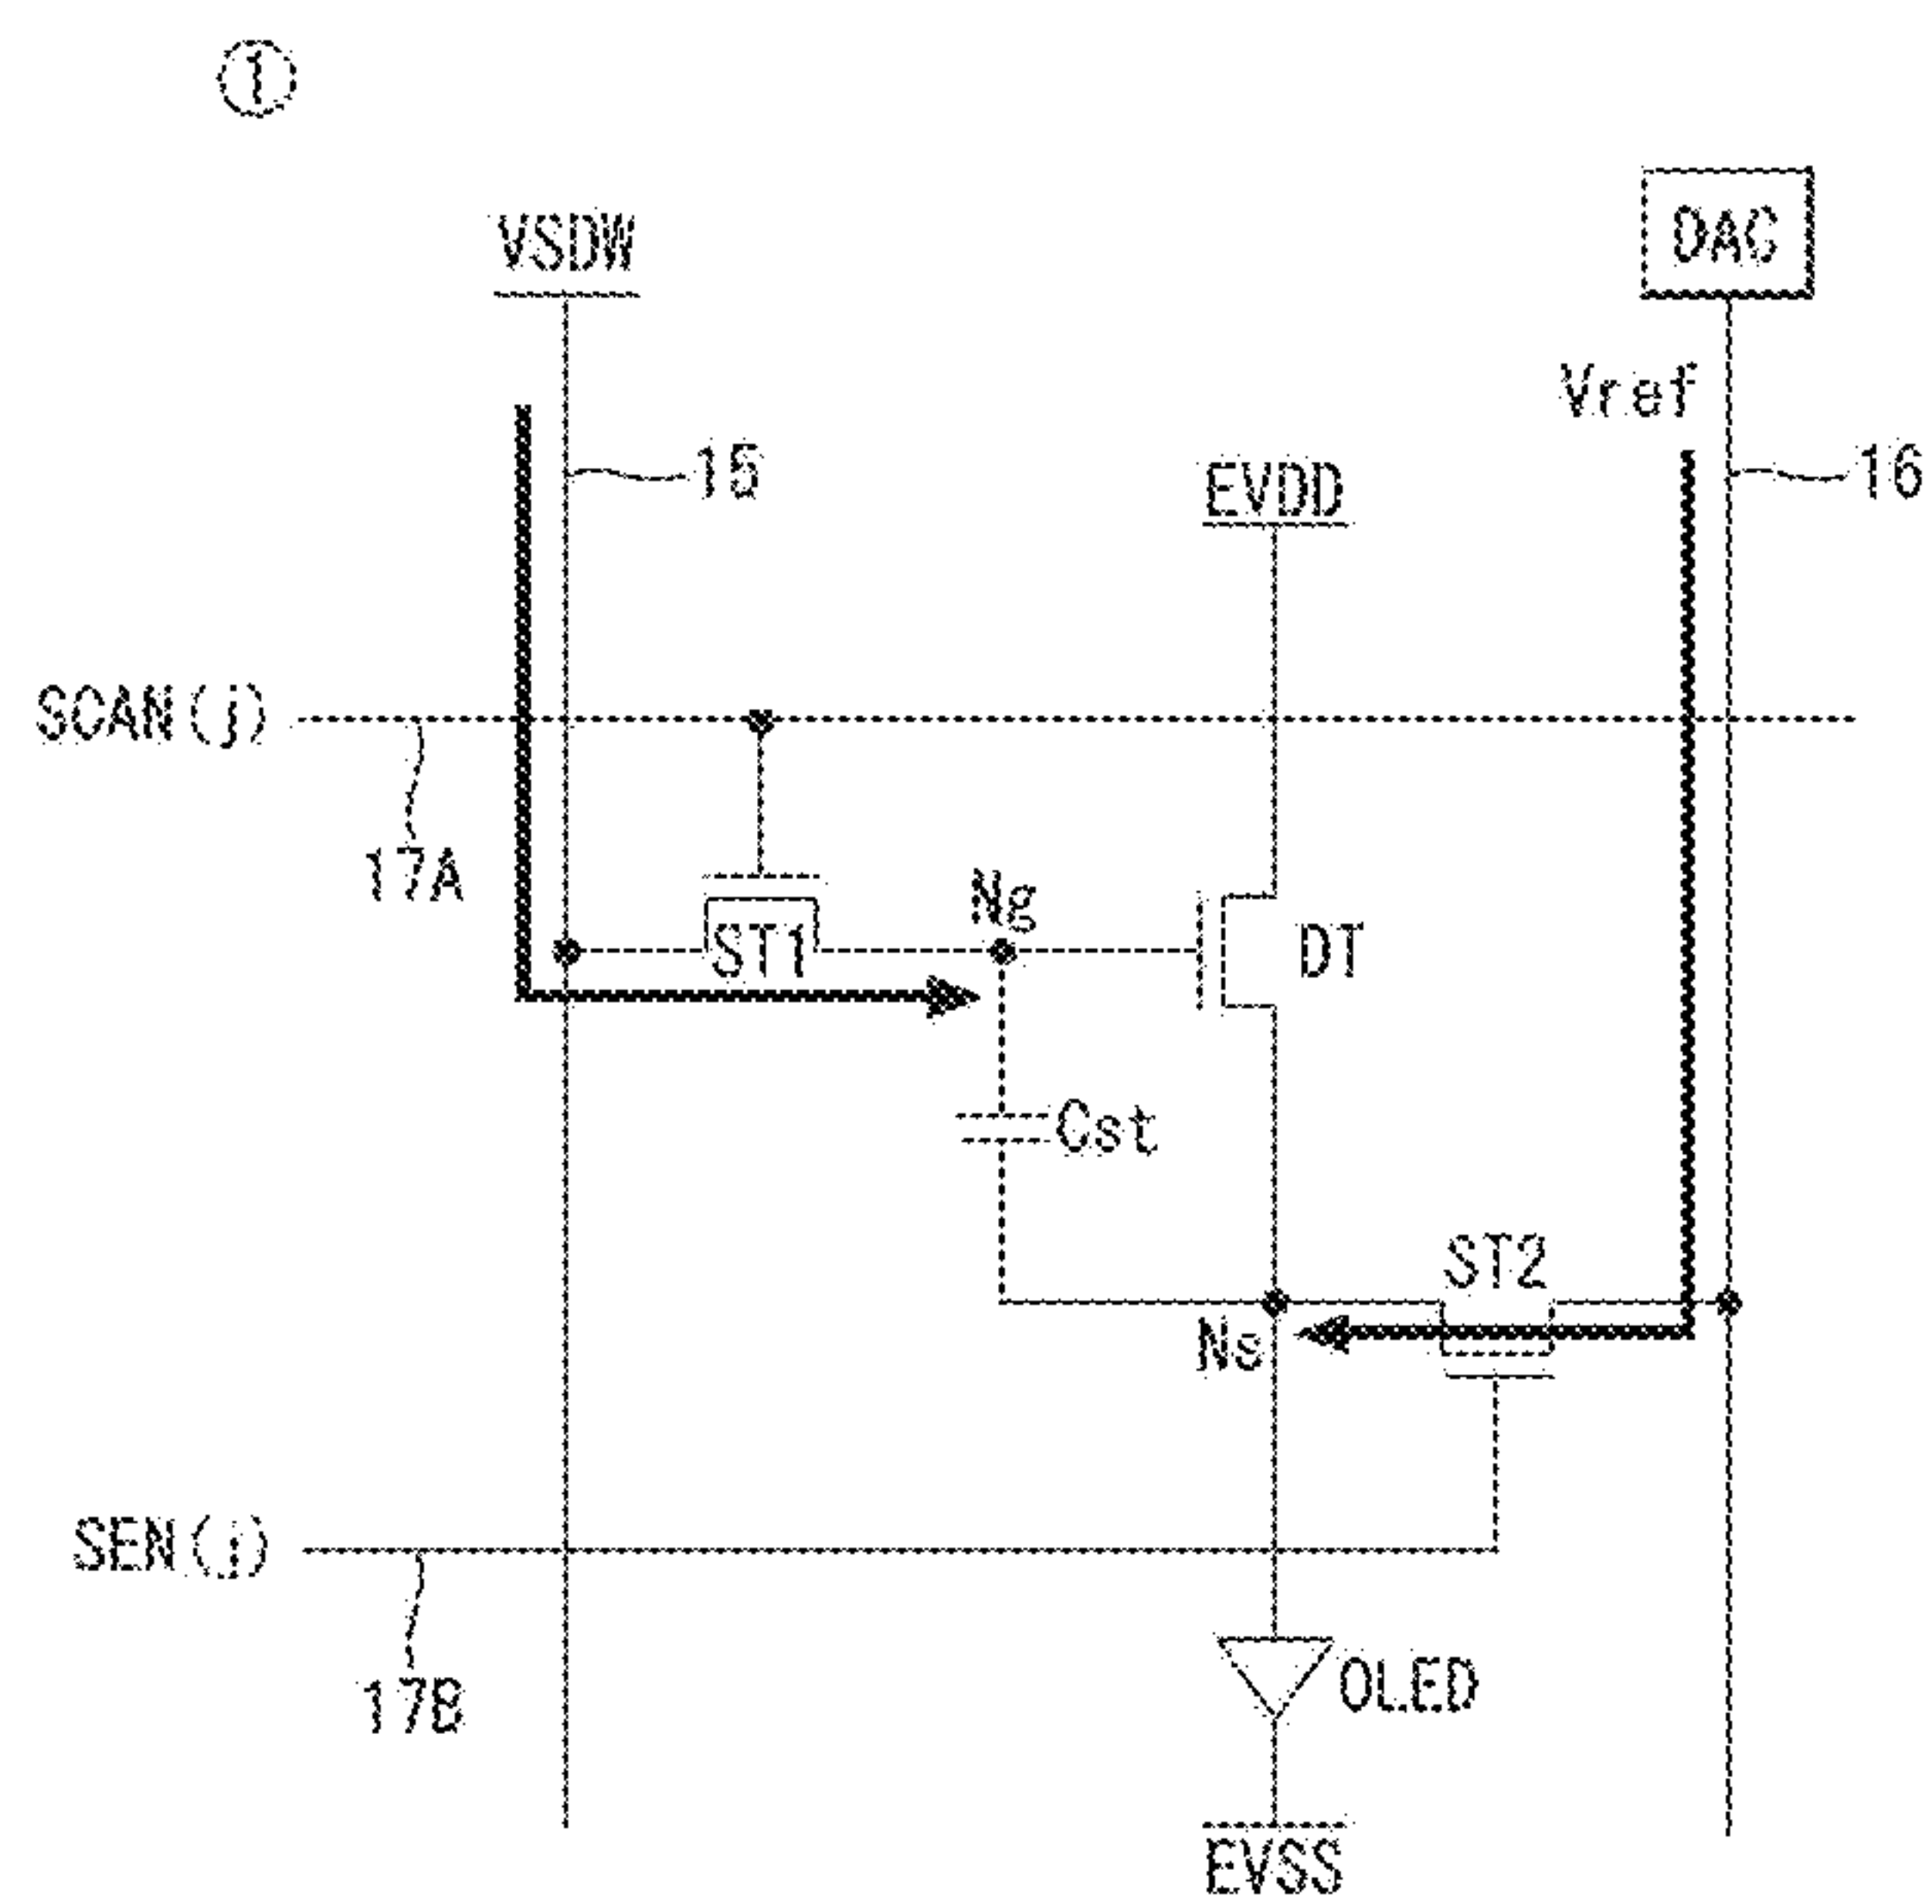 ①
VSDW
DAC
Vref
15
EVDD
16
SCAN(j)
17A
Ng
ST1
DT
Cst
ST2
Ns
SEN(j)
OLED
17B
EVSS